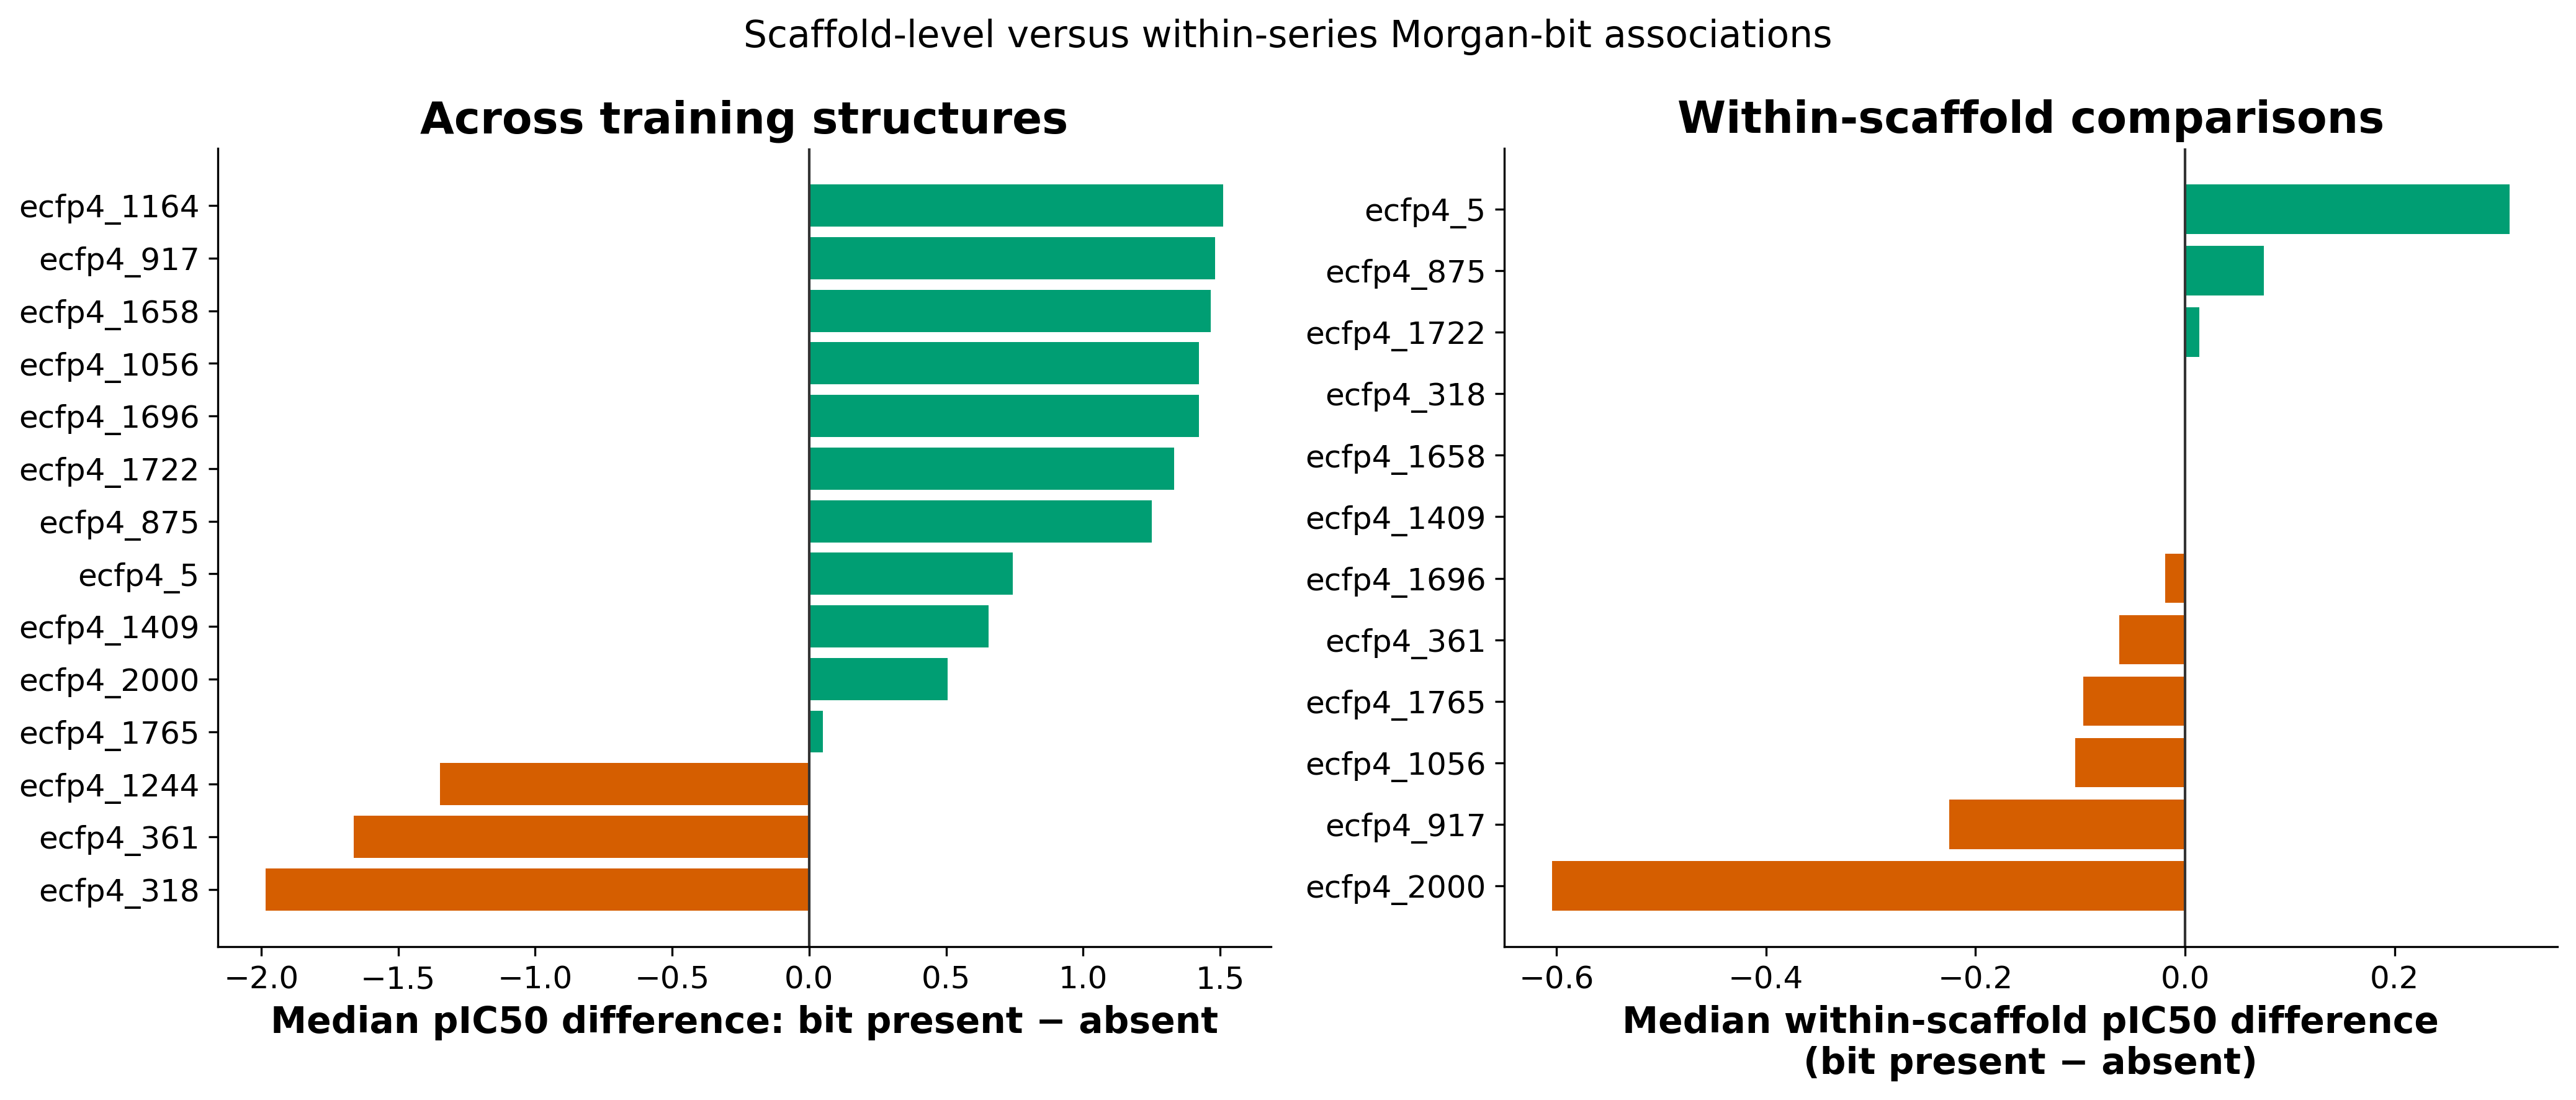 Scaffold-level versus within-series Morgan-bit associations
Across training structures
ecfp4_1164
ecfp4_917
ecfp4_1658
ecfp4_1056
ecfp4_1696
ecfp4_1722
ecfp4_875
ecfp4_5
ecfp4_1409
ecfp4_2000
ecfp4_1765
ecfp4_1244
ecfp4_361
ecfp4_318
−2.0 −1.5 −1.0 −0.5 0.0 0.5 1.0 1.5
Median pIC50 difference: bit present − absent
Within-scaffold comparisons
ecfp4_5
ecfp4_875
ecfp4_1722
ecfp4_318
ecfp4_1658
ecfp4_1409
ecfp4_1696
ecfp4_361
ecfp4_1765
ecfp4_1056
ecfp4_917
ecfp4_2000
−0.6 −0.4 −0.2 0.0 0.2
Median within-scaffold pIC50 difference
(bit present − absent)